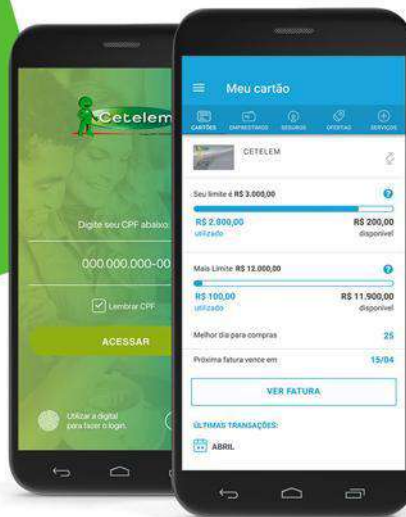 Cetelem
Digite seu CPF abaixo:
000.000.000-00
Lembrar CPF
ACESSAR
Utilizar a digital
para fazer o login.
Meu cartão
CARTÕES EMPRÉSTIMOS SEGUROS OFERTAS SERVIÇOS
CETELEM
Seu limite é R$ 3.000,00 ?
R$ 2.800,00 R$ 200,00
utilizado disponível
Mais Limite R$ 12.000,00 ?
R$ 100,00 R$ 11.900,00
utilizado disponível
Melhor dia para compras 25
Próxima fatura vence em 15/04
VER FATURA
ÚLTIMAS TRANSAÇÕES:
ABRIL